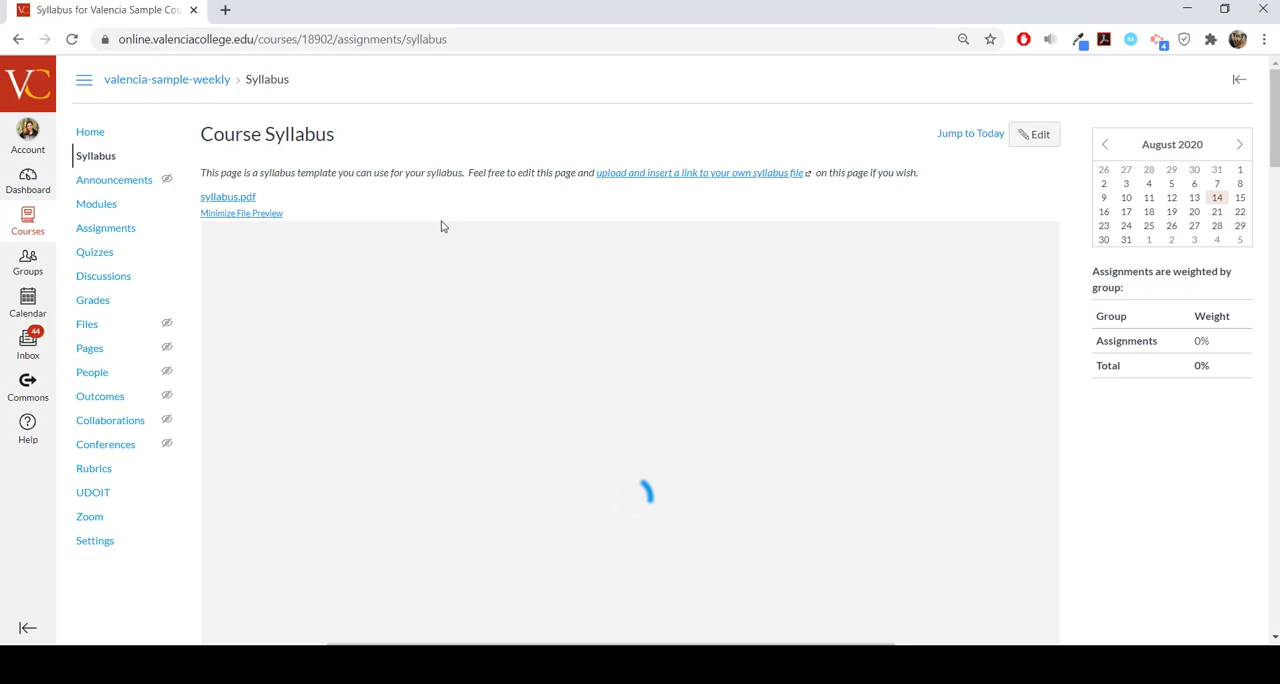 Syllabus for Valencia Sample Cou
online.valenciacollege.edu/courses/18902/assignments/syllabus
4
VC
valencia-sample-weekly › Syllabus
Account
Dashboard
Courses
Groups
Calendar
44
Inbox
Commons
Help
Home
Syllabus
Announcements
Modules
Assignments
Quizzes
Discussions
Grades
Files
Pages
People
Outcomes
Collaborations
Conferences
Rubrics
UDOIT
Zoom
Settings
Course Syllabus
Jump to Today
Edit
This page is a syllabus template you can use for your syllabus. Feel free to edit this page and upload and insert a link to your own syllabus file on this page if you wish.
syllabus.pdf
Minimize File Preview
August 2020
26 27 28 29 30 31 1
2 3 4 5 6 7 8
9 10 11 12 13 14 15
16 17 18 19 20 21 22
23 24 25 26 27 28 29
30 31 1 2 3 4 5
Assignments are weighted by
group:
Group Weight
Assignments 0%
Total 0%